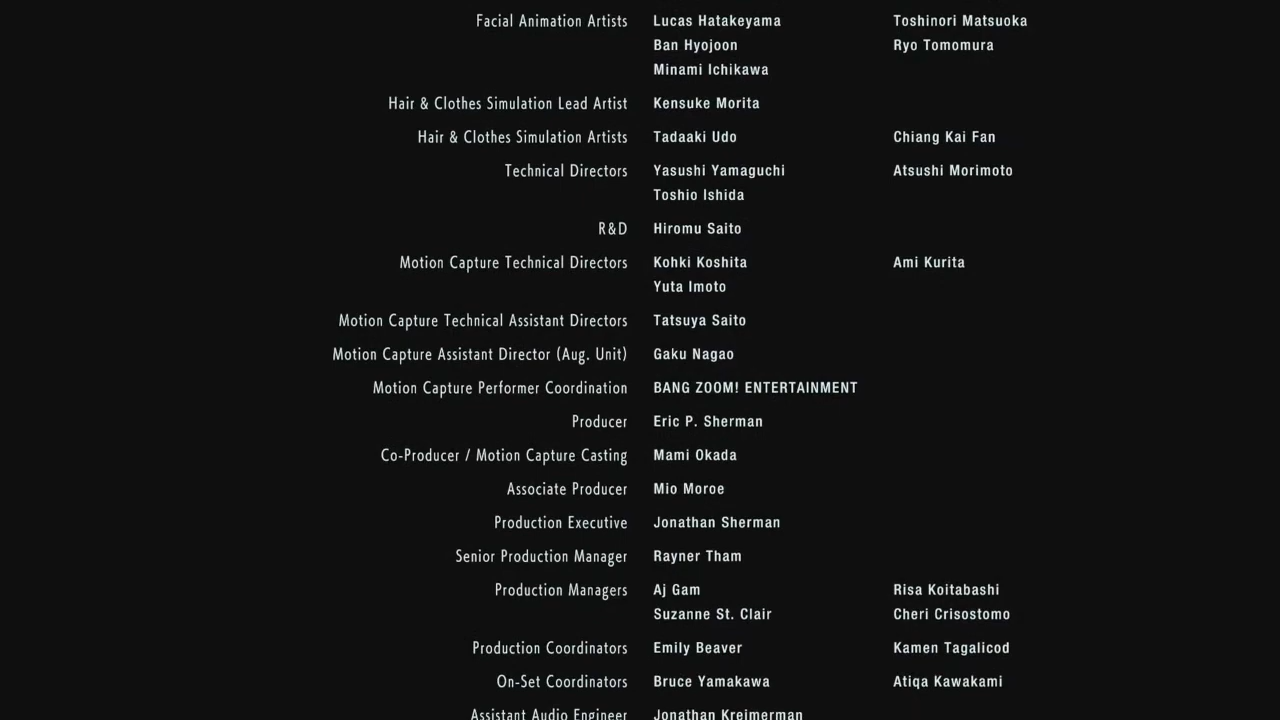 Facial Animation Artists Lucas Hatakeyama Toshinori Matsuoka
Ban Hyojoon Ryo Tomomura
Minami Ichikawa
Hair & Clothes Simulation Lead Artist Kensuke Morita
Hair & Clothes Simulation Artists Tadaaki Udo Chiang Kai Fan
Technical Directors Yasushi Yamaguchi Atsushi Morimoto
Toshio Ishida
R&D Hiromu Saito
Motion Capture Technical Directors Kohki Koshita Ami Kurita
Yuta Imoto
Motion Capture Technical Assistant Directors Tatsuya Saito
Motion Capture Assistant Director (Aug. Unit) Gaku Nagao
Motion Capture Performer Coordination BANG ZOOM! ENTERTAINMENT
Producer Eric P. Sherman
Co-Producer / Motion Capture Casting Mami Okada
Associate Producer Mio Moroe
Production Executive Jonathan Sherman
Senior Production Manager Rayner Tham
Production Managers Aj Gam Risa Koitabashi
Suzanne St. Clair Cheri Crisostomo
Production Coordinators Emily Beaver Kamen Tagalicod
On-Set Coordinators Bruce Yamakawa Atiqa Kawakami
Assistant Audio Engineer Jonathan Kreimerman